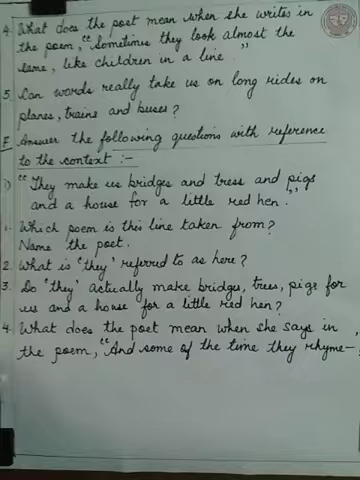 4. What does the poet mean when she writes in
the poem, "Sometimes they look almost the
same, like children in a line."
5. Can words really take us on long rides on
planes, trains and buses?
E. Answer the following questions with reference
to the context :-
i) "They make us bridges and tress and pigs
and a house for a little red hen."
1. Which poem is this line taken from?
Name the poet.
2. What is 'they' referred to as here?
3. Do 'they' actually make bridges, trees, pigs for
us and a house for a little red hen?
4. What does the poet mean when she says in
the poem, "And some of the time they rhyme—